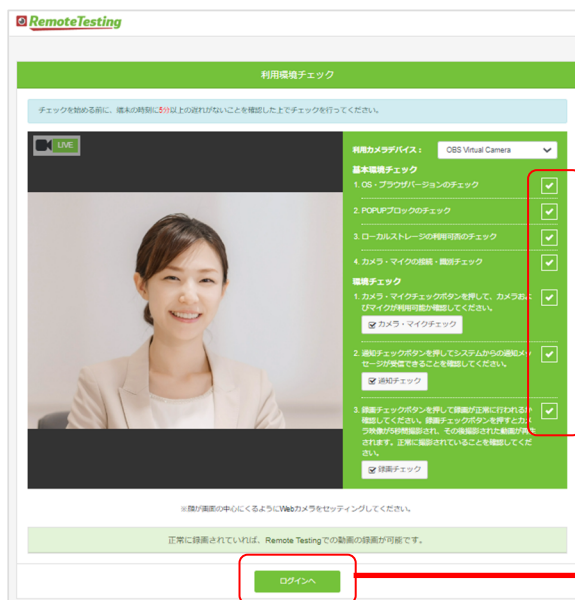 RemoteTesting
利用環境チェック
チェックを始める前に、端末の時刻に5分以上の遅れがないことを確認した上でチェックを行ってください。
LIVE
利用カメラデバイス： OBS Virtual Camera
基本環境チェック
1. OS・ブラウザバージョンのチェック
2. POPUPブロックのチェック
3. ローカルストレージの利用可否のチェック
4. カメラ・マイクの接続・識別チェック
環境チェック
1. カメラ・マイクチェックボタンを押して、カメラおよ
びマイクが利用可能か確認してください。
カメラ・マイクチェック
2. 通知チェックボタンを押してシステムからの通知メッ
セージが受信できることを確認してください。
通知チェック
3. 録画チェックボタンを押して録画が正常に行われるか
確認してください。録画チェックボタンを押すとカメ
ラ映像が5秒間撮影され、その後撮影された動画が再生
されます。正常に撮影されていることを確認してくだ
さい。
録画チェック
※顔が画面の中心にくるようにWebカメラをセッティングしてください。
正常に録画されていれば、Remote Testingでの動画の録画が可能です。
ログインへ